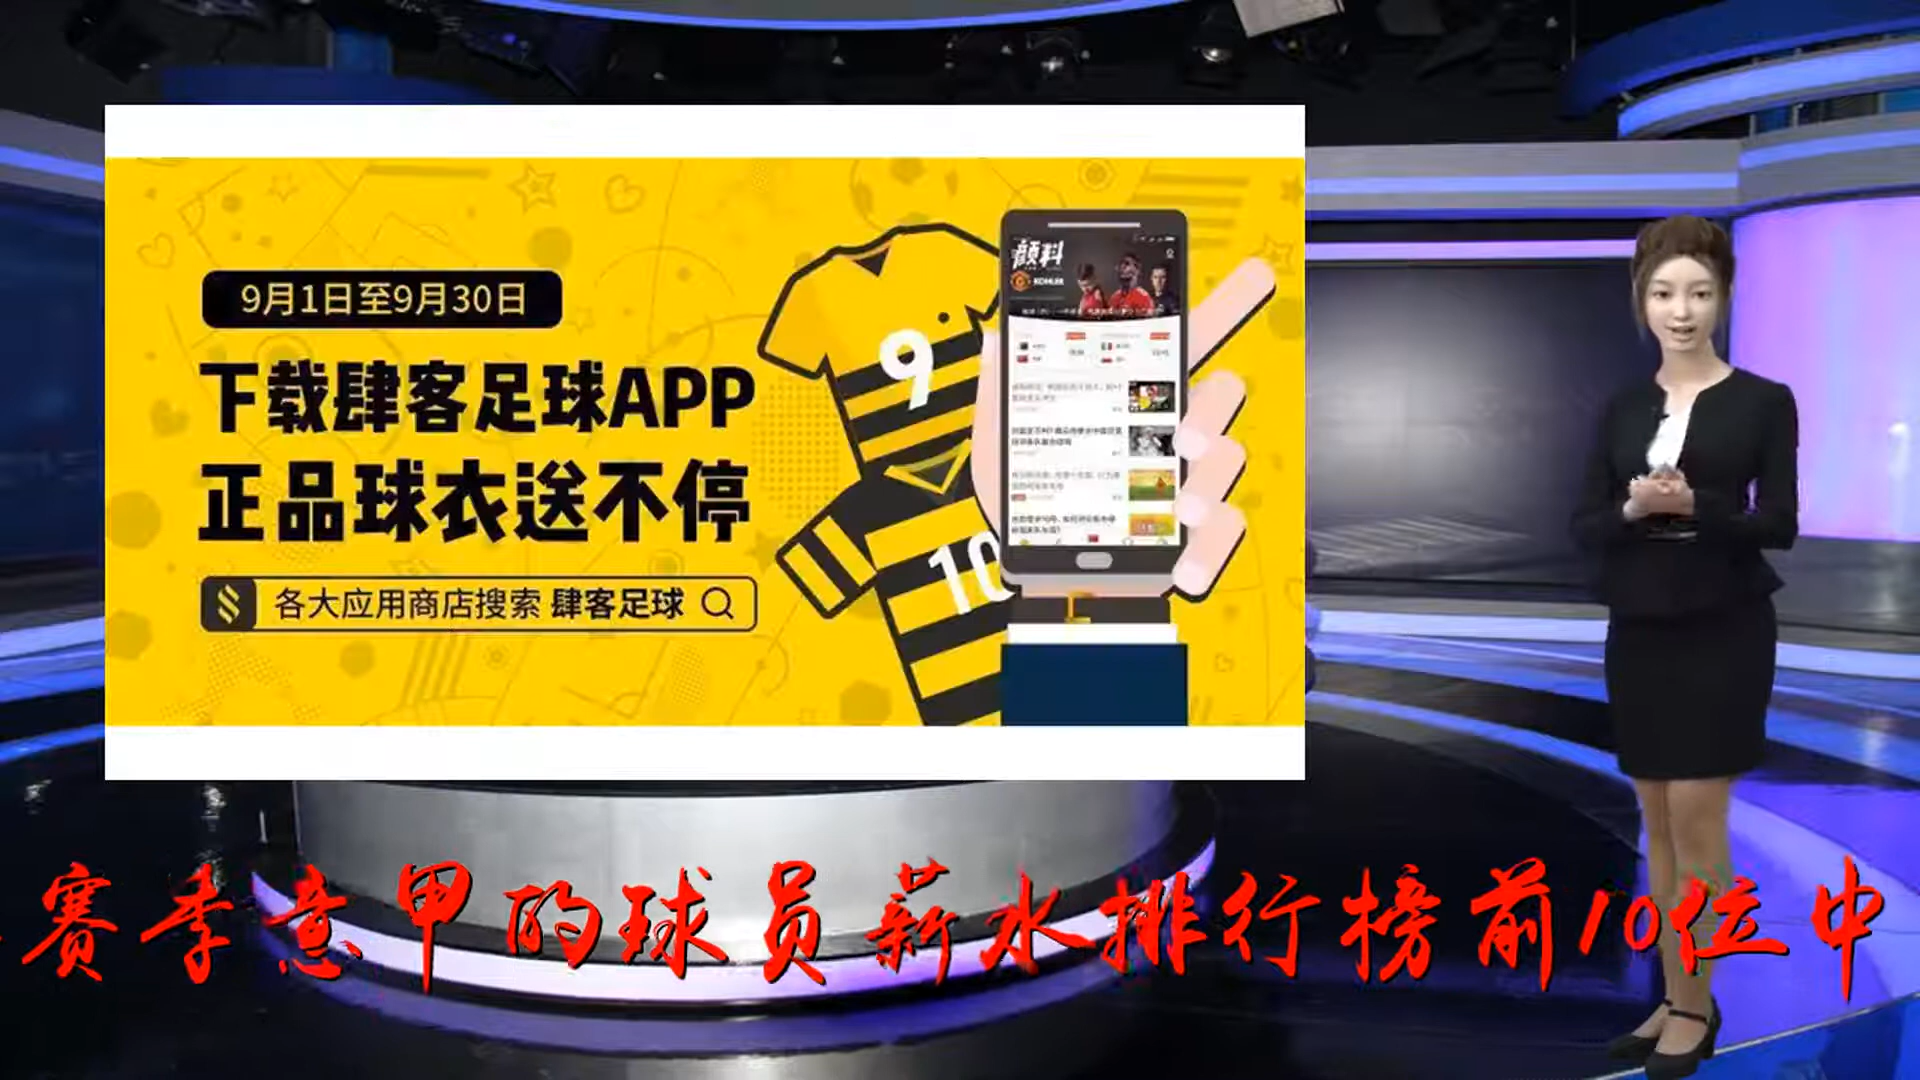 9月1日至9月30日
下载肆客足球APP
正品球衣送不停
各大应用商店搜索 肆客足球
9
10
颜料
KOHLER
赛季意甲的球员薪水排行榜前10位中